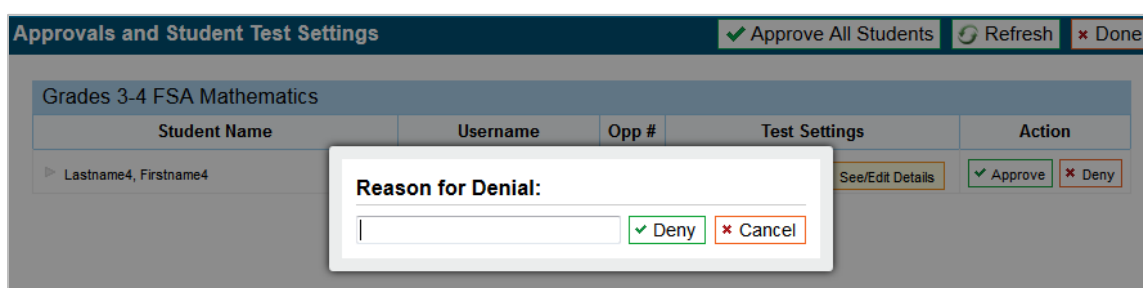 Approvals and Student Test Settings Approve All Students Refresh Done
Grades 3-4 FSA Mathematics
Student Name Username Opp # Test Settings Action
Lastname4, Firstname4 See/Edit Details Approve Deny
Reason for Denial:
Deny Cancel